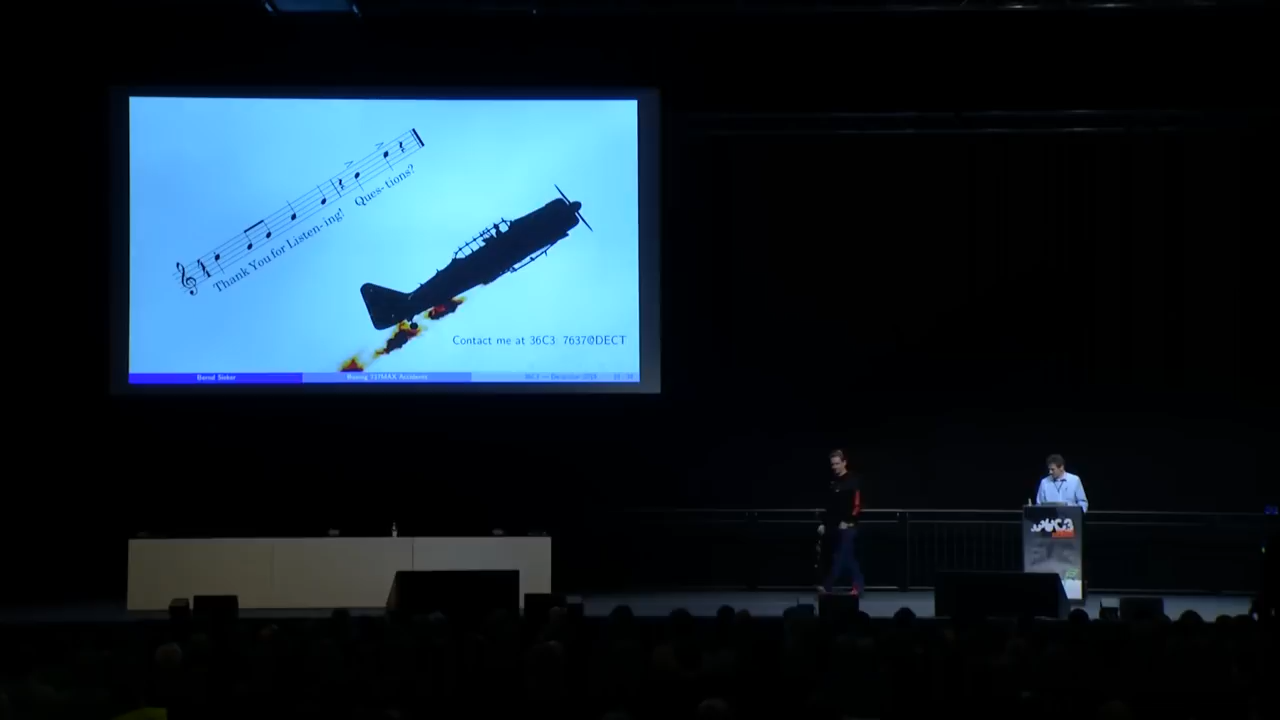 Thank You for Listen-ing! Ques-tions?
Contact me at 36C3 7637@DECT
Bernd Sieker
Boeing 737MAX Accidents
36C3 — December 2019
36C3